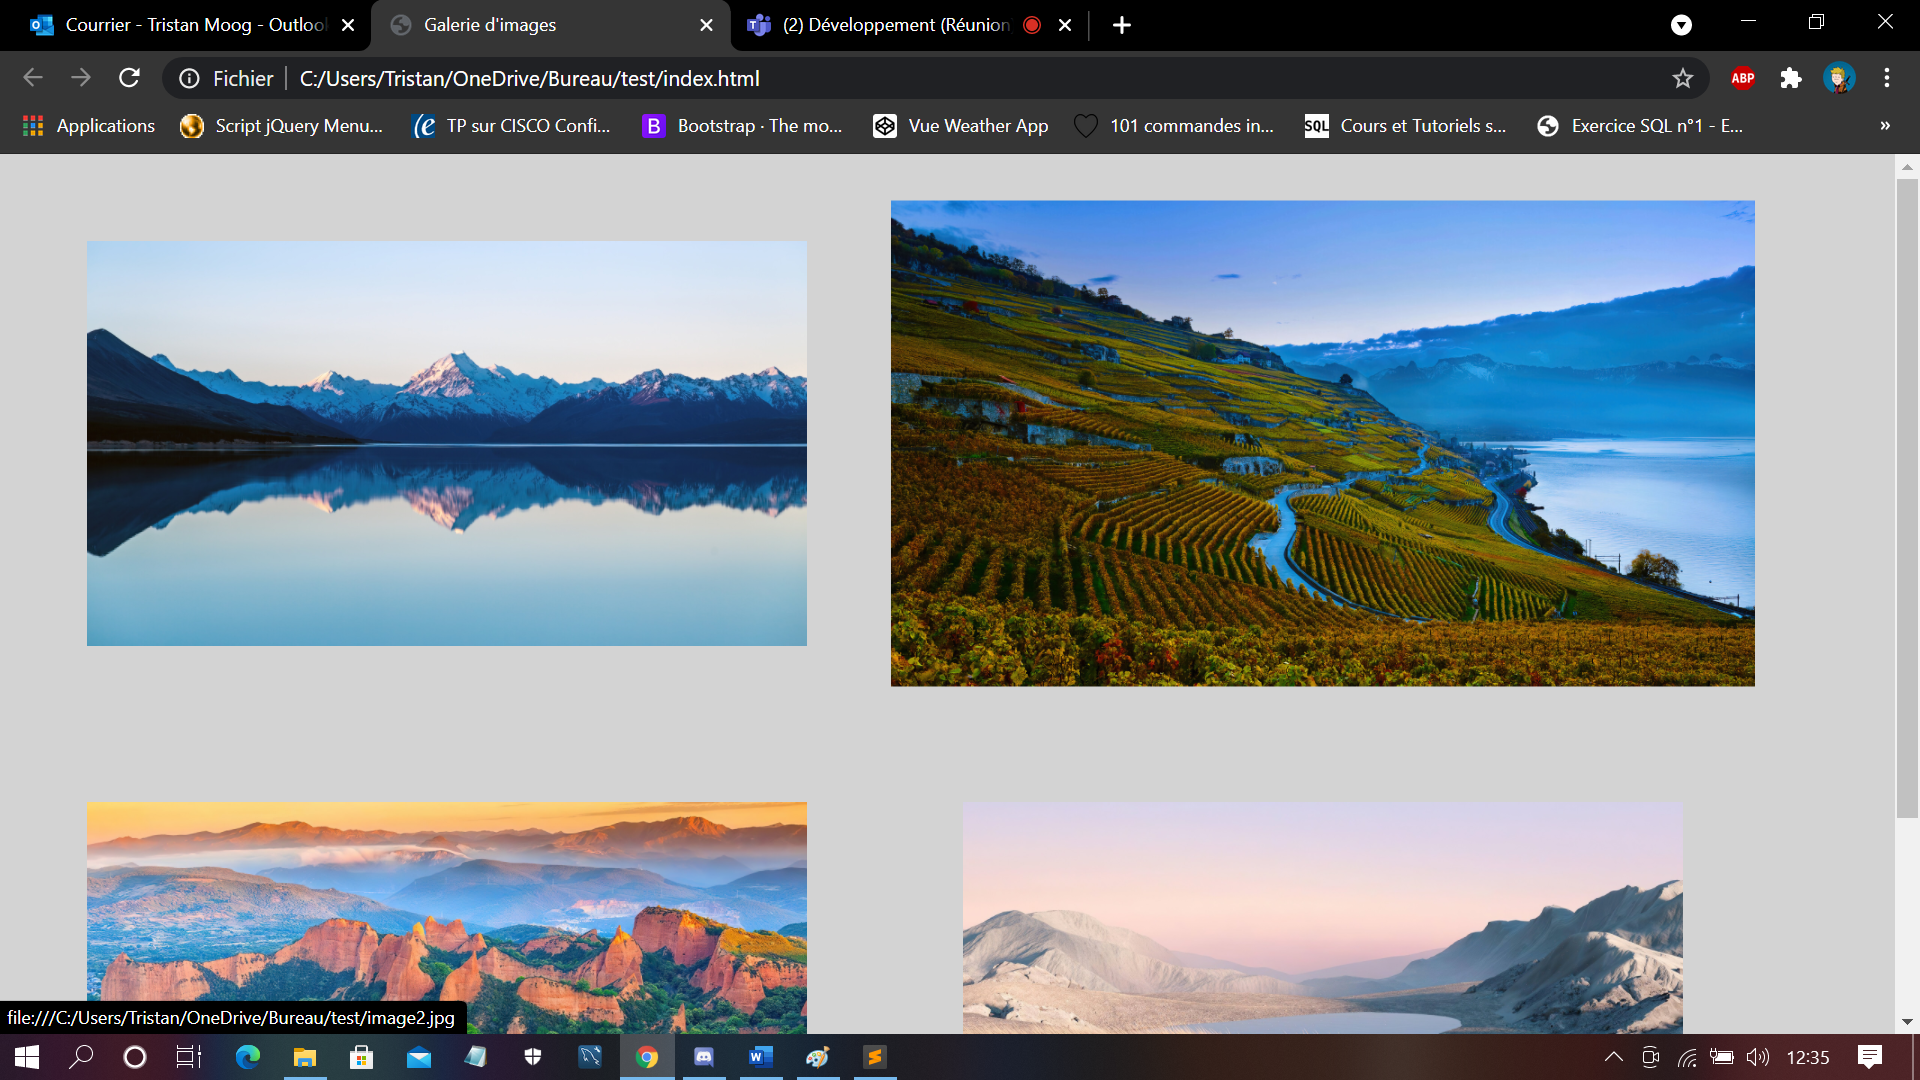 Courrier - Tristan Moog - Outloo
Galerie d'images
(2) Développement (Réunion
Fichier
C:/Users/Tristan/OneDrive/Bureau/test/index.html
ABP
Applications
Script jQuery Menu...
TP sur CISCO Confi...
B
Bootstrap · The mo...
Vue Weather App
101 commandes in...
SQL
Cours et Tutoriels s...
Exercice SQL n°1 - E...
»
file:///C:/Users/Tristan/OneDrive/Bureau/test/image2.jpg
12:35